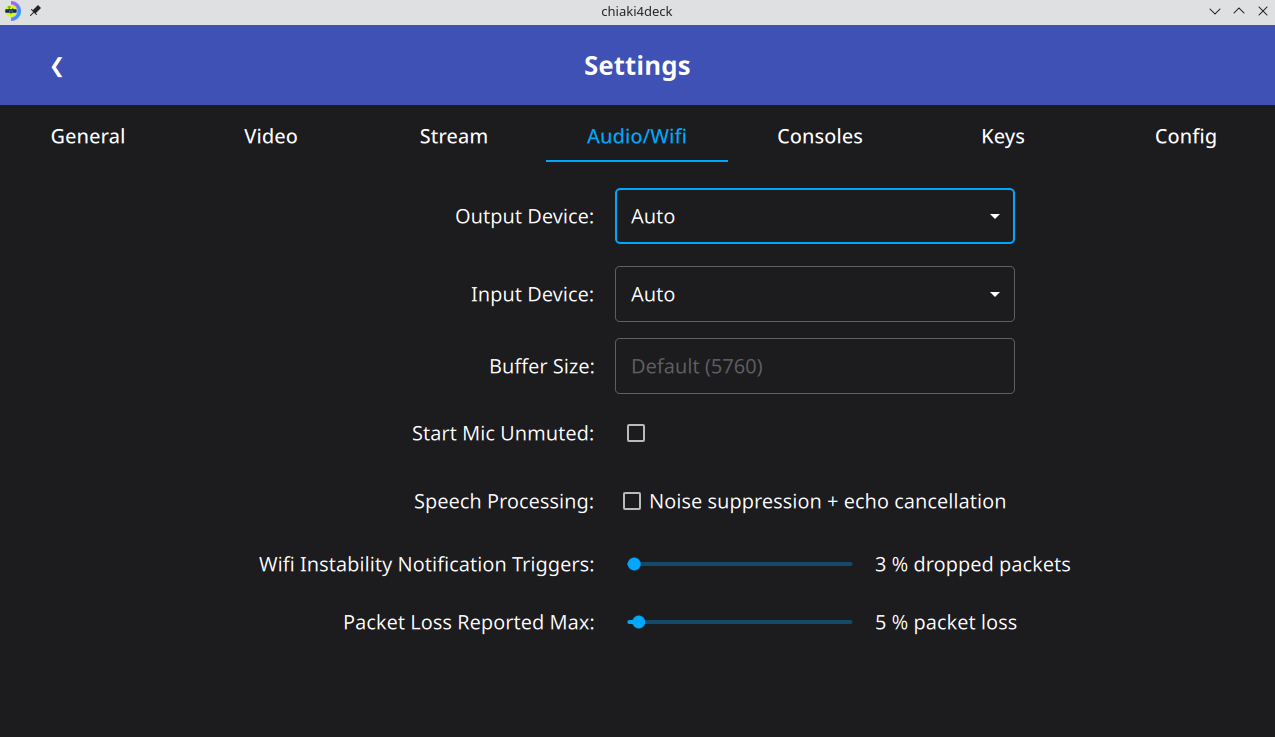 chiaki4deck
Settings
General Video Stream Audio/Wifi Consoles Keys Config
Output Device: Auto
Input Device: Auto
Buffer Size: Default (5760)
Start Mic Unmuted:
Speech Processing: Noise suppression + echo cancellation
Wifi Instability Notification Triggers: 3 % dropped packets
Packet Loss Reported Max: 5 % packet loss